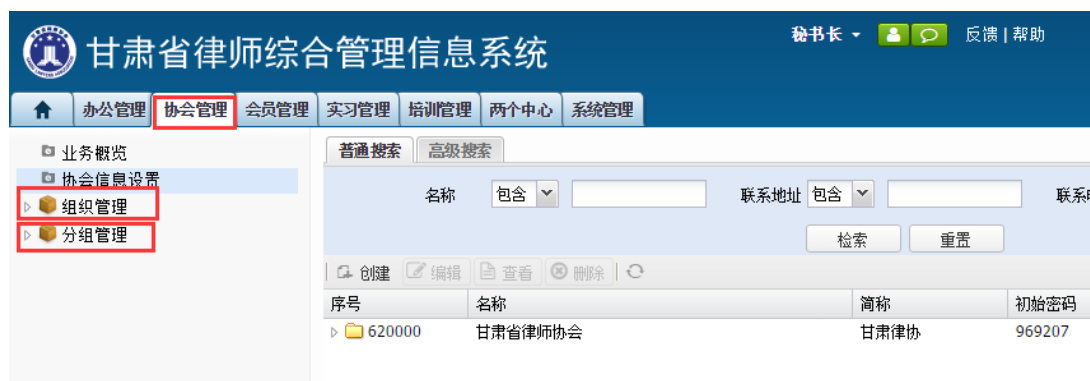 甘肃省律师综合管理信息系统
秘书长 反馈 | 帮助
办公管理 协会管理 会员管理 实习管理 培训管理 两个中心 系统管理
业务概览
协会信息设置
组织管理
分组管理
普通搜索 高级搜索
名称 包含 联系地址 包含 联系
检索 重置
创建 编辑 查看 删除
序号 名称 简称 初始密码
620000 甘肃省律师协会 甘肃律协 969207